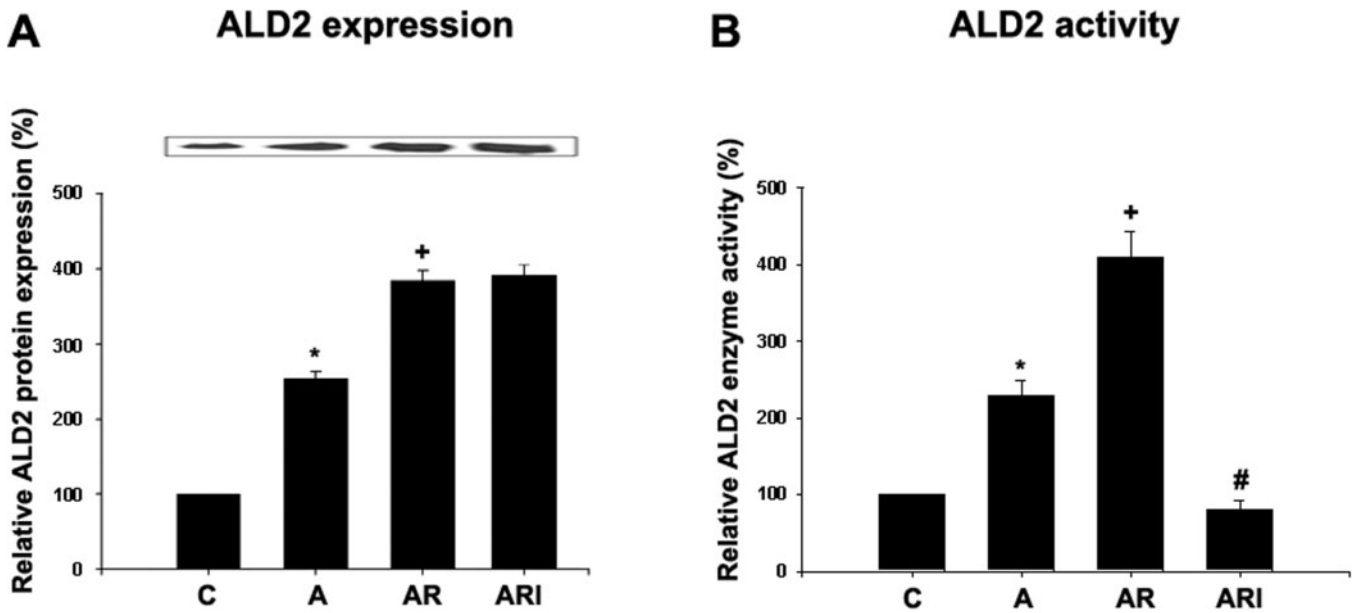 A
ALD2 expression
Relative ALD2 protein expression (%)
500
400
300
200
100
0
*
+
C
A
AR
ARI
B
ALD2 activity
Relative ALD2 enzyme activity (%)
500
400
300
200
100
0
*
+
#
C
A
AR
ARI